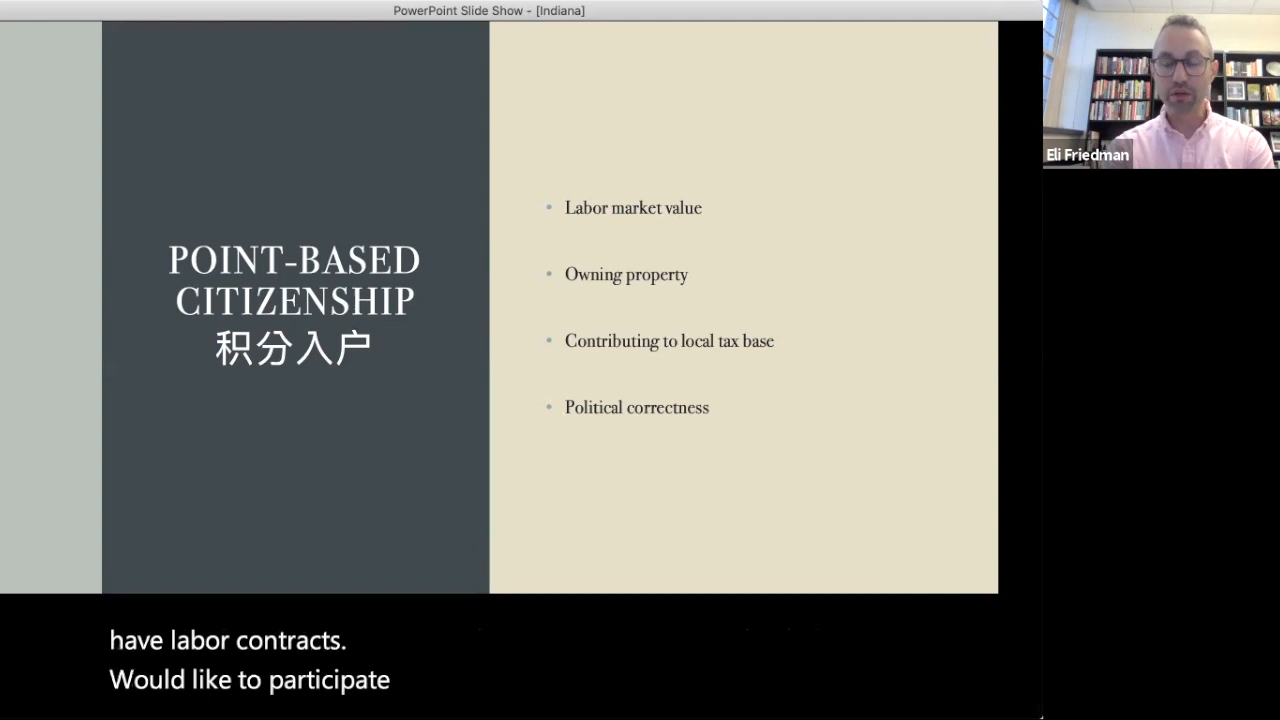 PowerPoint Slide Show - [Indiana]
POINT-BASED
CITIZENSHIP
积分入户
• Labor market value
• Owning property
• Contributing to local tax base
• Political correctness
Eli Friedman
have labor contracts.
Would like to participate